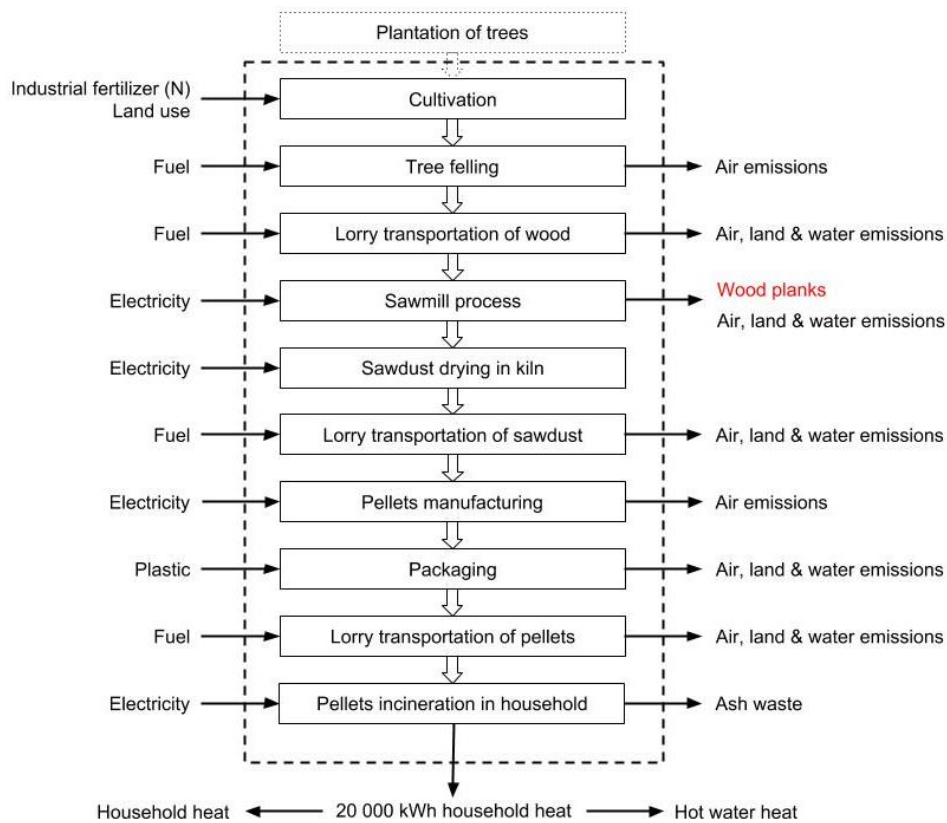 Plantation of trees
Industrial fertilizer (N)
Land use
Cultivation
Fuel
Tree felling
Air emissions
Fuel
Lorry transportation of wood
Air, land & water emissions
Electricity
Sawmill process
Wood planks
Air, land & water emissions
Electricity
Sawdust drying in kiln
Fuel
Lorry transportation of sawdust
Air, land & water emissions
Electricity
Pellets manufacturing
Air emissions
Plastic
Packaging
Air, land & water emissions
Fuel
Lorry transportation of pellets
Air, land & water emissions
Electricity
Pellets incineration in household
Ash waste
Household heat
20 000 kWh household heat
Hot water heat